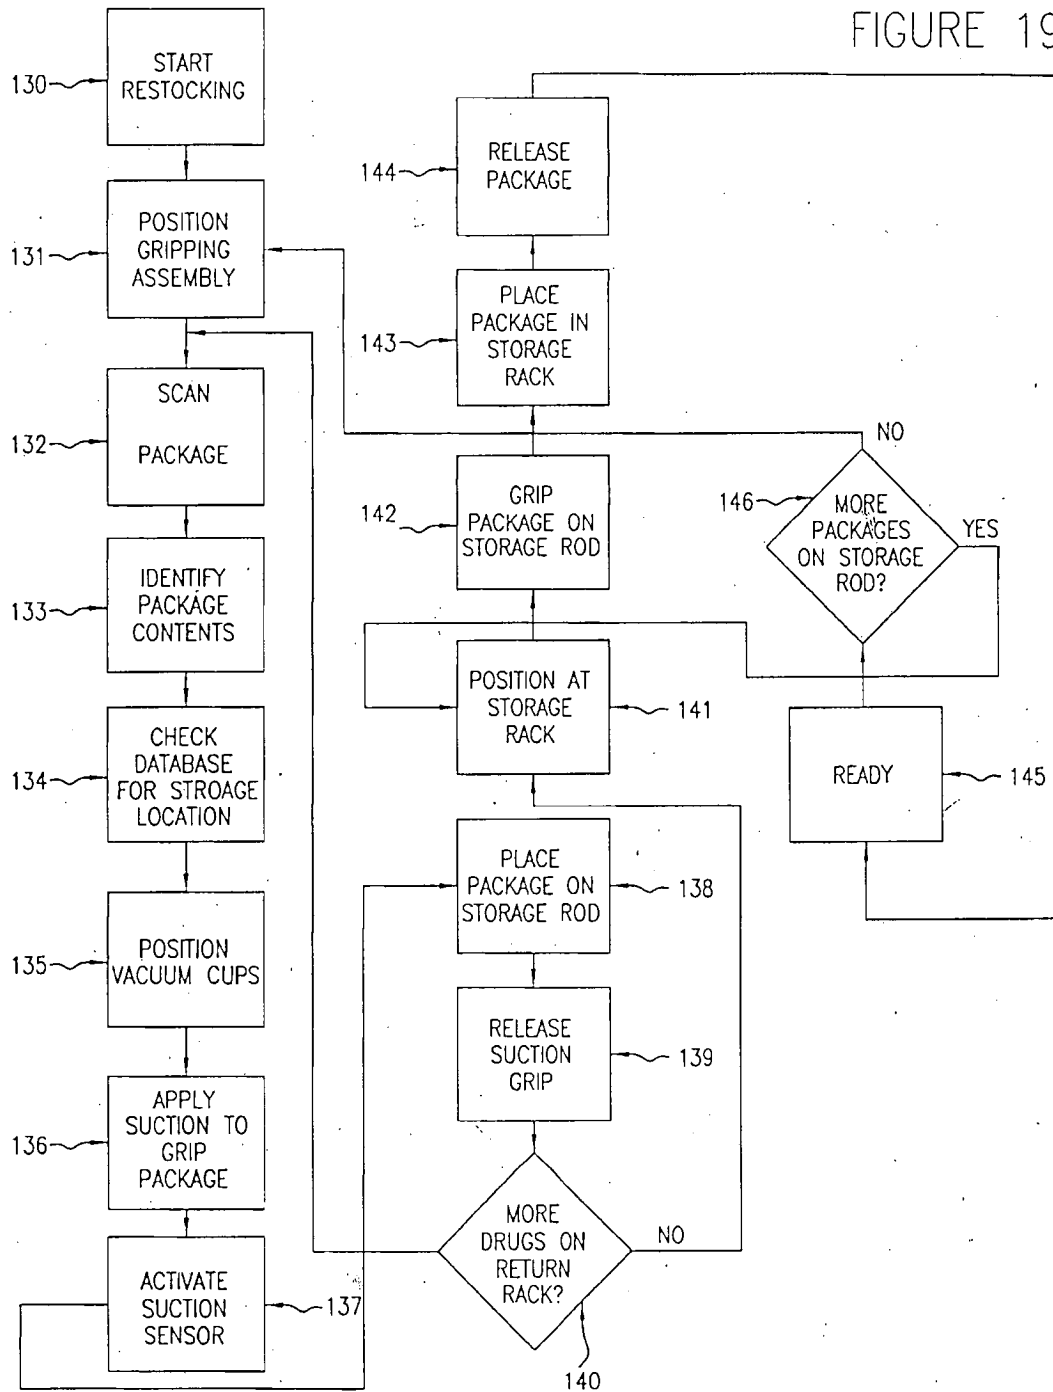 FIGURE 19
130
START
RESTOCKING
131
POSITION
GRIPPING
ASSEMBLY
132
SCAN
PACKAGE
133
IDENTIFY
PACKAGE
CONTENTS
134
CHECK
DATABASE
FOR STROAGE
LOCATION
135
POSITION
VACUUM CUPS
136
APPLY
SUCTION TO
GRIP
PACKAGE
137
ACTIVATE
SUCTION
SENSOR
144
RELEASE
PACKAGE
143
PLACE
PACKAGE IN
STORAGE
RACK
142
GRIP
PACKAGE ON
STORAGE ROD
POSITION AT
STORAGE
RACK
141
PLACE
PACKAGE ON
STORAGE ROD
138
RELEASE
SUCTION
GRIP
139
MORE
DRUGS ON
RETURN
RACK?
NO
140
NO
146
MORE
PACKAGES
ON STORAGE
ROD?
YES
READY
145